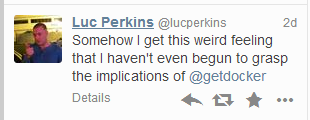 Luc Perkins @lucperkins 2d
Somehow I get this weird feeling
that I haven't even begun to grasp
the implications of @getdocker
Details